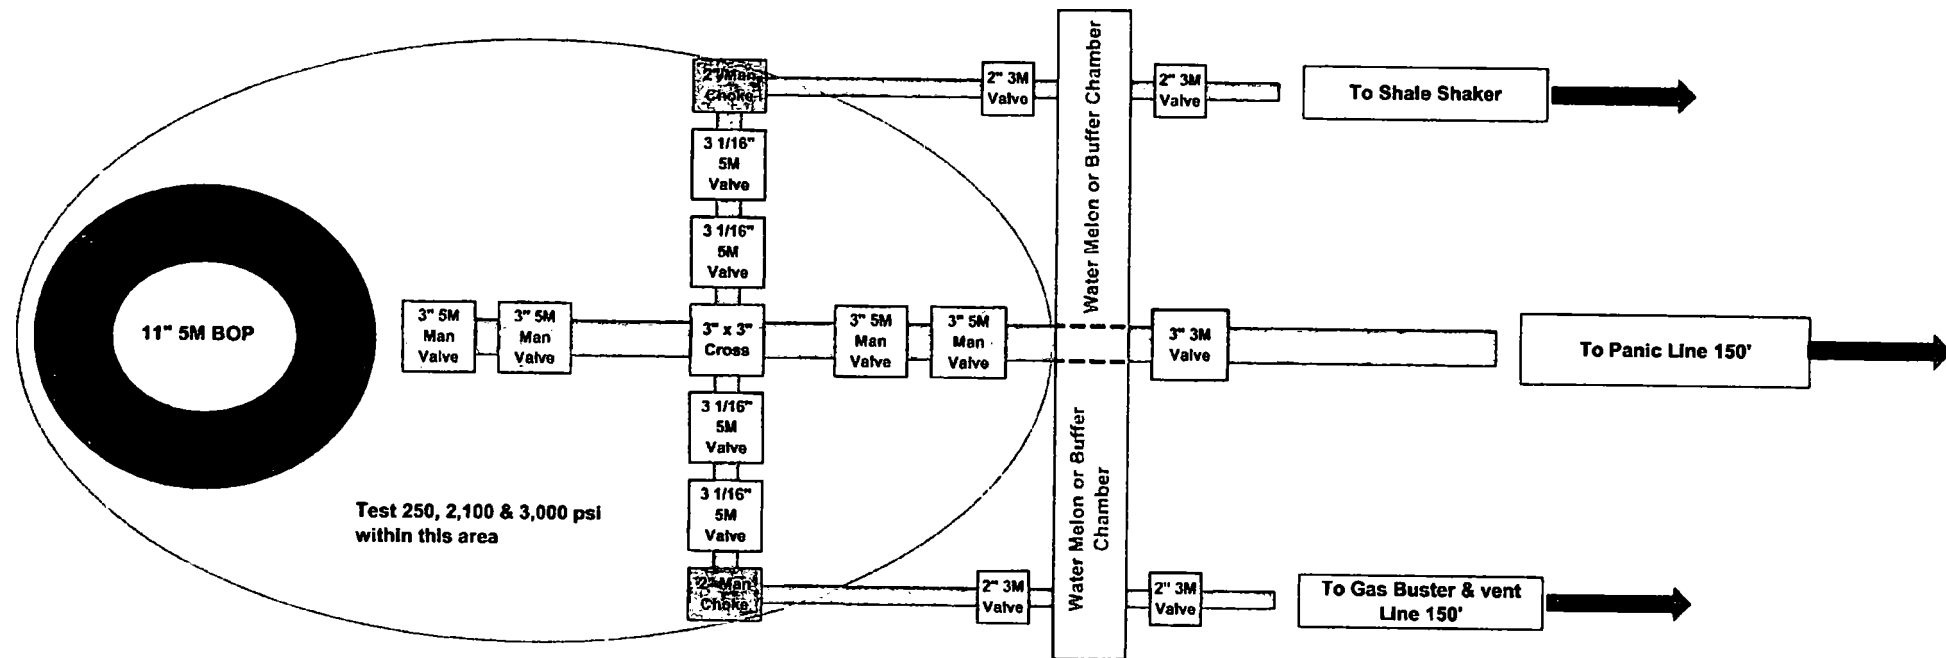 2" Man
Choke
2" 3M
Valve
Water Melon or Buffer Chamber
2" 3M
Valve
To Shale Shaker
3 1/16"
5M
Valve
3 1/16"
5M
Valve
11" 5M BOP
3" 5M
Man
Valve
3" 5M
Man
Valve
3" x 3"
Cross
3" 5M
Man
Valve
3" 5M
Man
Valve
3" 3M
Valve
To Panic Line 150'
3 1/16"
5M
Valve
3 1/16"
5M
Valve
Test 250, 2,100 & 3,000 psi
within this area
Water Melon or Buffer
Chamber
2" Man
Choke
2" 3M
Valve
2" 3M
Valve
To Gas Buster & vent
Line 150'